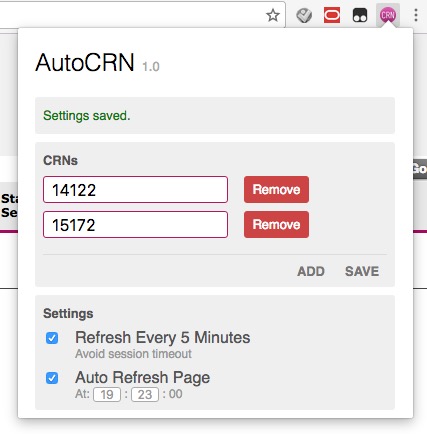 CRN
AutoCRN 1.0
Settings saved.
Go
Sta
Se
CRNs
14122 Remove
15172 Remove
ADD SAVE
Settings
Refresh Every 5 Minutes
Avoid session timeout
Auto Refresh Page
At: 19 : 23 : 00